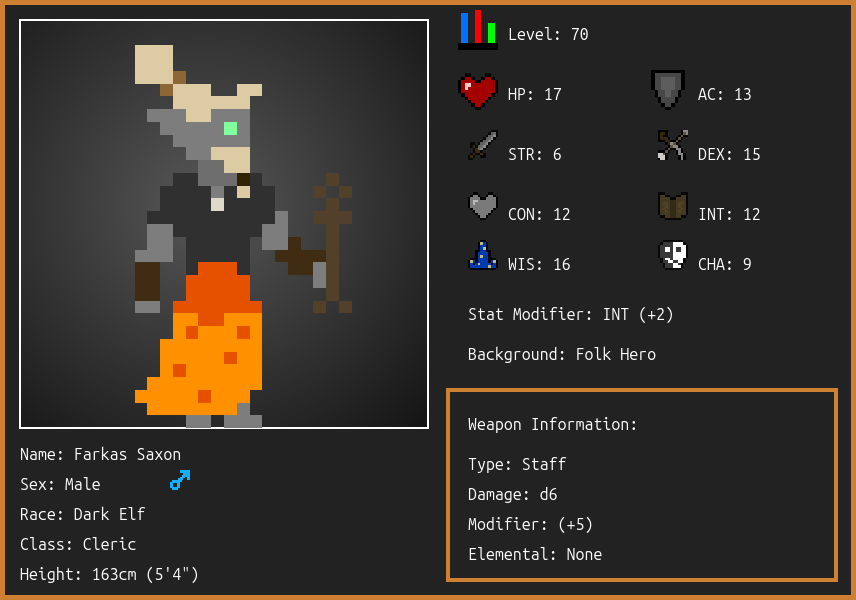 Level: 70
HP: 17
AC: 13
STR: 6
DEX: 15
CON: 12
INT: 12
WIS: 16
CHA: 9
Stat Modifier: INT (+2)
Background: Folk Hero
Weapon Information:
Type: Staff
Damage: d6
Modifier: (+5)
Elemental: None
Name: Farkas Saxon
Sex: Male
Race: Dark Elf
Class: Cleric
Height: 163cm (5'4")